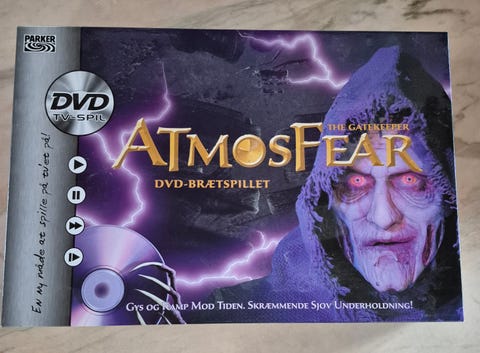 PARKER
DVD
TV-SPIL
En ny måde at spille på tv'et på!
THE GATEKEEPER
ATMOSFEAR
DVD-BRÆTSPILLET
GYS OG KAMP MOD TIDEN. SKRÆMMENDE SJOV UNDERHOLDNING!